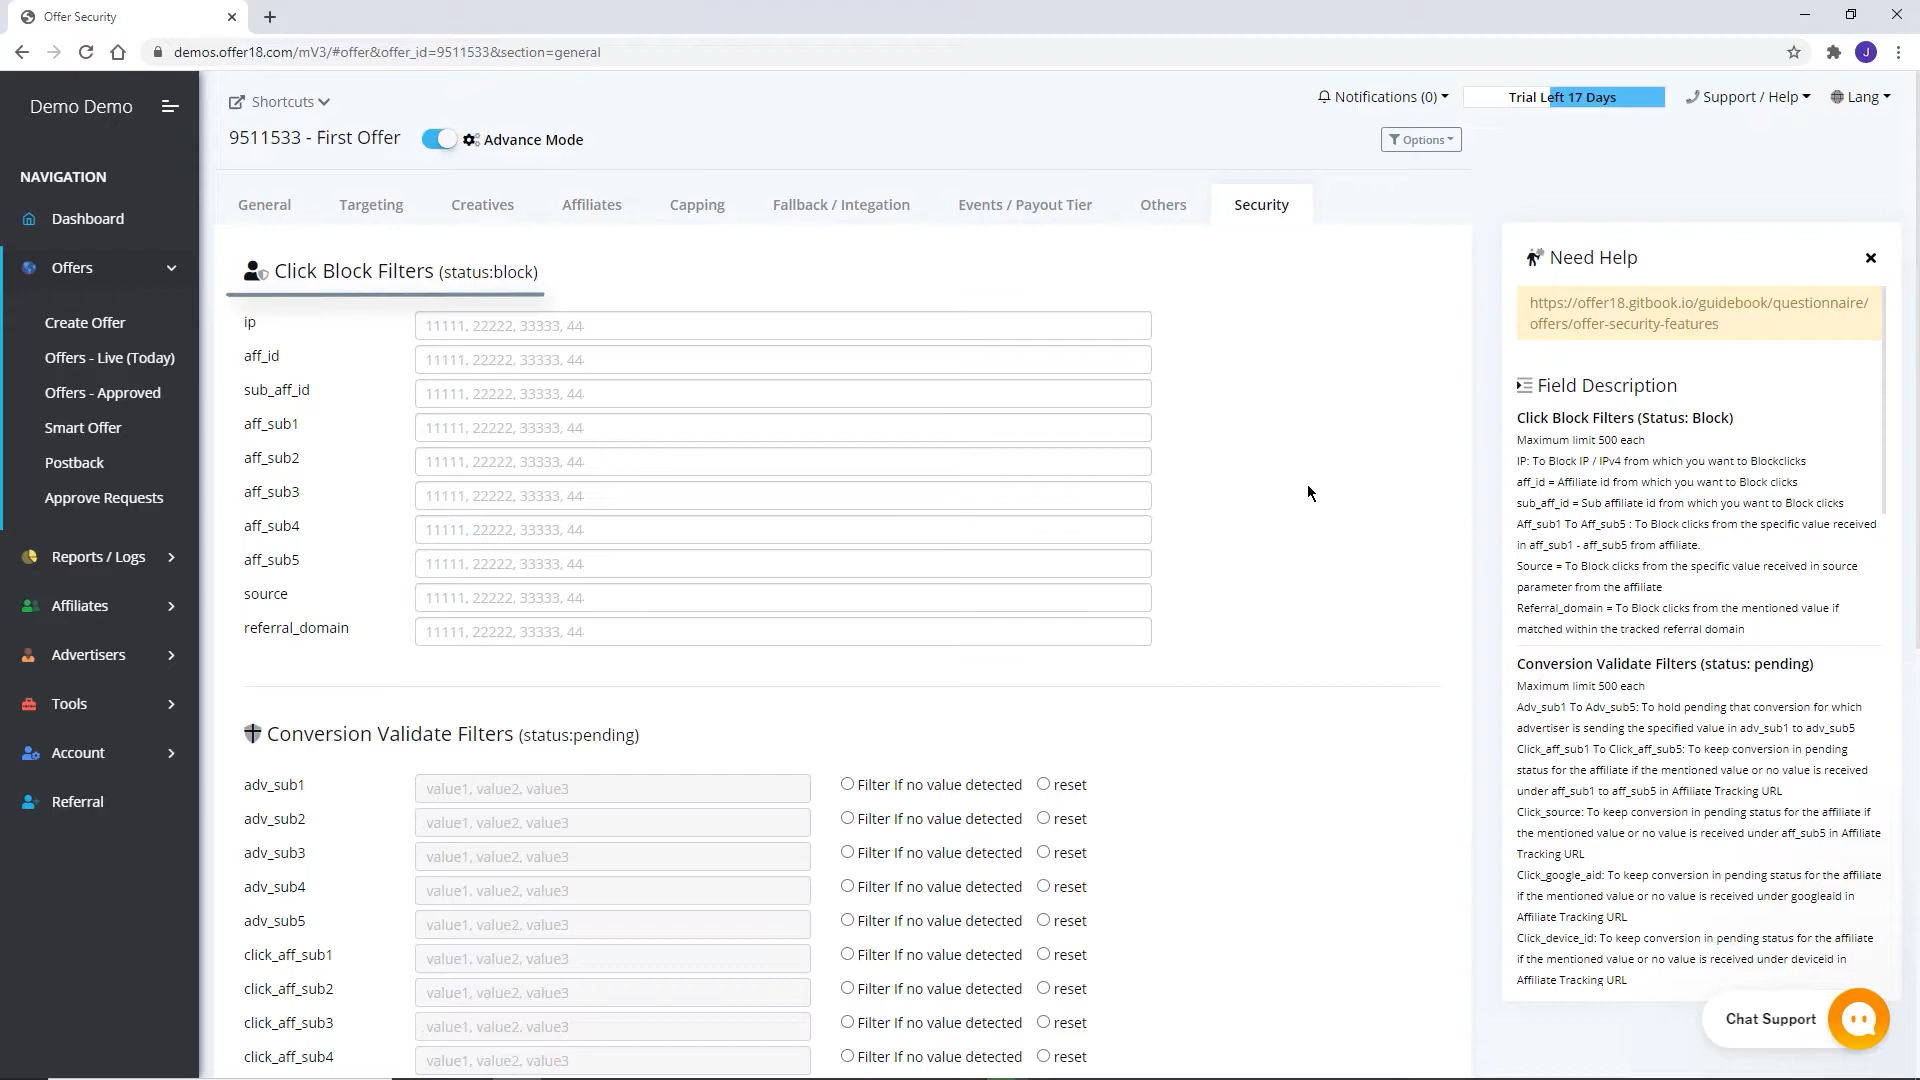 Offer Security
demos.offer18.com/mV3/#offer&offer_id=9511533&section=general
J
Demo Demo
NAVIGATION
Dashboard
Offers
Create Offer
Offers - Live (Today)
Offers - Approved
Smart Offer
Postback
Approve Requests
Reports / Logs
Affiliates
Advertisers
Tools
Account
Referral
Shortcuts
Notifications (0)
Trial Left 17 Days
Support / Help
Lang
9511533 - First Offer
Advance Mode
Options
General
Targeting
Creatives
Affiliates
Capping
Fallback / Integation
Events / Payout Tier
Others
Security
Click Block Filters (status:block)
ip 11111, 22222, 33333, 44
aff_id 11111, 22222, 33333, 44
sub_aff_id 11111, 22222, 33333, 44
aff_sub1 11111, 22222, 33333, 44
aff_sub2 11111, 22222, 33333, 44
aff_sub3 11111, 22222, 33333, 44
aff_sub4 11111, 22222, 33333, 44
aff_sub5 11111, 22222, 33333, 44
source 11111, 22222, 33333, 44
referral_domain 11111, 22222, 33333, 44
Conversion Validate Filters (status:pending)
adv_sub1 value1, value2, value3 Filter If no value detected reset
adv_sub2 value1, value2, value3 Filter If no value detected reset
adv_sub3 value1, value2, value3 Filter If no value detected reset
adv_sub4 value1, value2, value3 Filter If no value detected reset
adv_sub5 value1, value2, value3 Filter If no value detected reset
click_aff_sub1 value1, value2, value3 Filter If no value detected reset
click_aff_sub2 value1, value2, value3 Filter If no value detected reset
click_aff_sub3 value1, value2, value3 Filter If no value detected reset
click_aff_sub4 value1, value2, value3 Filter If no value detected reset
Need Help
https://offer18.gitbook.io/guidebook/questionnaire/
offers/offer-security-features
Field Description
Click Block Filters (Status: Block)
Maximum limit 500 each
IP: To Block IP / IPv4 from which you want to Blockclicks
aff_id = Affiliate id from which you want to Block clicks
sub_aff_id = Sub affiliate id from which you want to Block clicks
Aff_sub1 To Aff_sub5 : To Block clicks from the specific value received
in aff_sub1 - aff_sub5 from affiliate.
Source = To Block clicks from the specific value received in source
parameter from the affiliate
Referral_domain = To Block clicks from the mentioned value if
matched within the tracked referral domain
Conversion Validate Filters (status: pending)
Maximum limit 500 each
Adv_sub1 To Adv_sub5: To hold pending that conversion for which
advertiser is sending the specified value in adv_sub1 to adv_sub5
Click_aff_sub1 To Click_aff_sub5: To keep conversion in pending
status for the affiliate if the mentioned value or no value is received
under aff_sub1 to aff_sub5 in Affiliate Tracking URL
Click_source: To keep conversion in pending status for the affiliate if
the mentioned value or no value is received under aff_sub5 in Affiliate
Tracking URL
Click_google_aid: To keep conversion in pending status for the affiliate
if the mentioned value or no value is received under googleaid in
Affiliate Tracking URL
Click_device_id: To keep conversion in pending status for the affiliate
if the mentioned value or no value is received under deviceid in
Affiliate Tracking URL
Chat Support